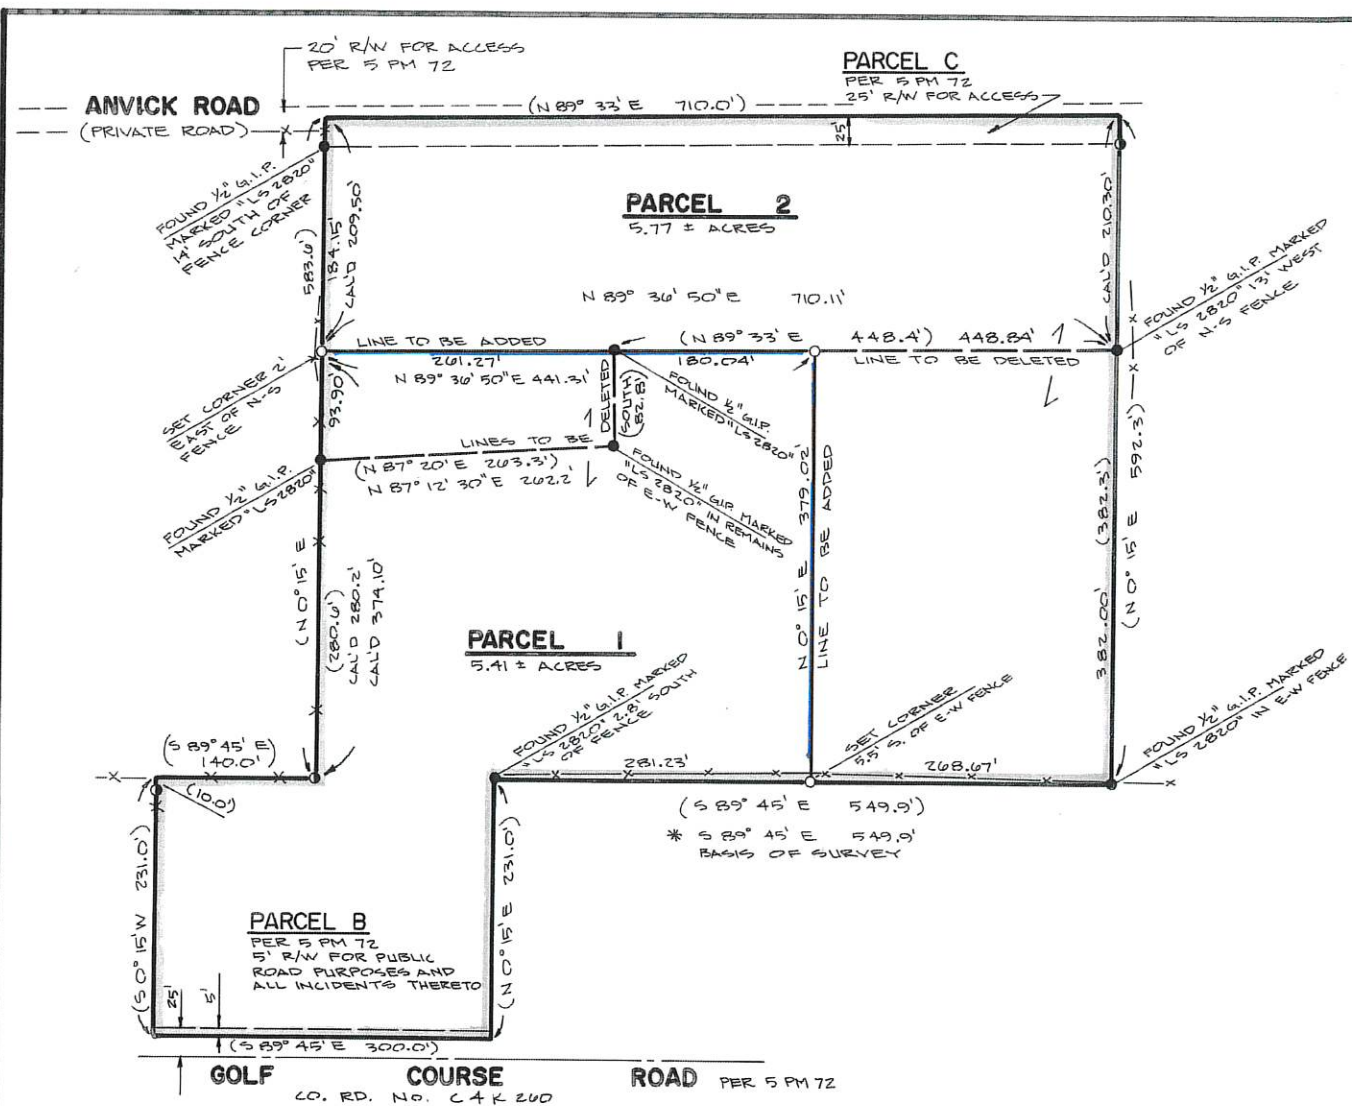 20' R/W FOR ACCESS
PER 5 PM 72
PARCEL C
PER 5 PM 72
25' R/W FOR ACCESS
ANVICK ROAD
(PRIVATE ROAD)
(N 89° 33' E 710.0')
25'
FOUND ½" G.I.P.
MARKED "LS 2820"
14' SOUTH OF
FENCE CORNER
(583.6')
184.15'
CAL'D 209.50'
PARCEL 2
5.77 ± ACRES
CAL'D 210.30'
FOUND ½" G.I.P. MARKED
"LS 2820" 13' WEST
OF N-S FENCE
N 89° 36' 50" E 710.11'
LINE TO BE ADDED
(N 89° 33' E 448.4') 448.84'
261.27'
180.04'
LINE TO BE DELETED
N 89° 36' 50" E 441.31'
SET CORNER 2'
EAST OF N-S
FENCE
93.90'
DELETED
(SOUTH
82.8')
FOUND ½" G.I.P.
MARKED "LS 2820"
LINES TO BE
(N 87° 20' E 263.3')
N 87° 12' 30" E 262.2'
FOUND ½" G.I.P. MARKED
"LS 2820" IN REMAINS
OF E-W FENCE
FOUND ½" G.I.P.
MARKED "LS 2820"
(N 0° 15' E
(280.6')
CAL'D 280.2'
CAL'D 374.10'
N 0° 15' E 379.02'
LINE TO BE ADDED
382.00' (382.3')
(N 0° 15' E 592.3')
PARCEL 1
5.41 ± ACRES
FOUND ½" G.I.P. MARKED
"LS 2820" 2.8' SOUTH
OF FENCE
SET CORNER
5.5' S. OF E-W FENCE
FOUND ½" G.I.P. MARKED
"LS 2820" IN E-W FENCE
(S 89° 45' E)
140.0'
(10.0')
281.23'
268.67'
(S 89° 45' E 549.9')
* S 89° 45' E 549.9'
BASIS OF SURVEY
(S 0° 15' W 231.0')
(N 0° 15' E 231.0')
PARCEL B
PER 5 PM 72
5' R/W FOR PUBLIC
ROAD PURPOSES AND
ALL INCIDENTS THERETO
25'
5'
(S 89° 45' E 300.0')
GOLF COURSE ROAD PER 5 PM 72
CO. RD. NO. C 4 K 260